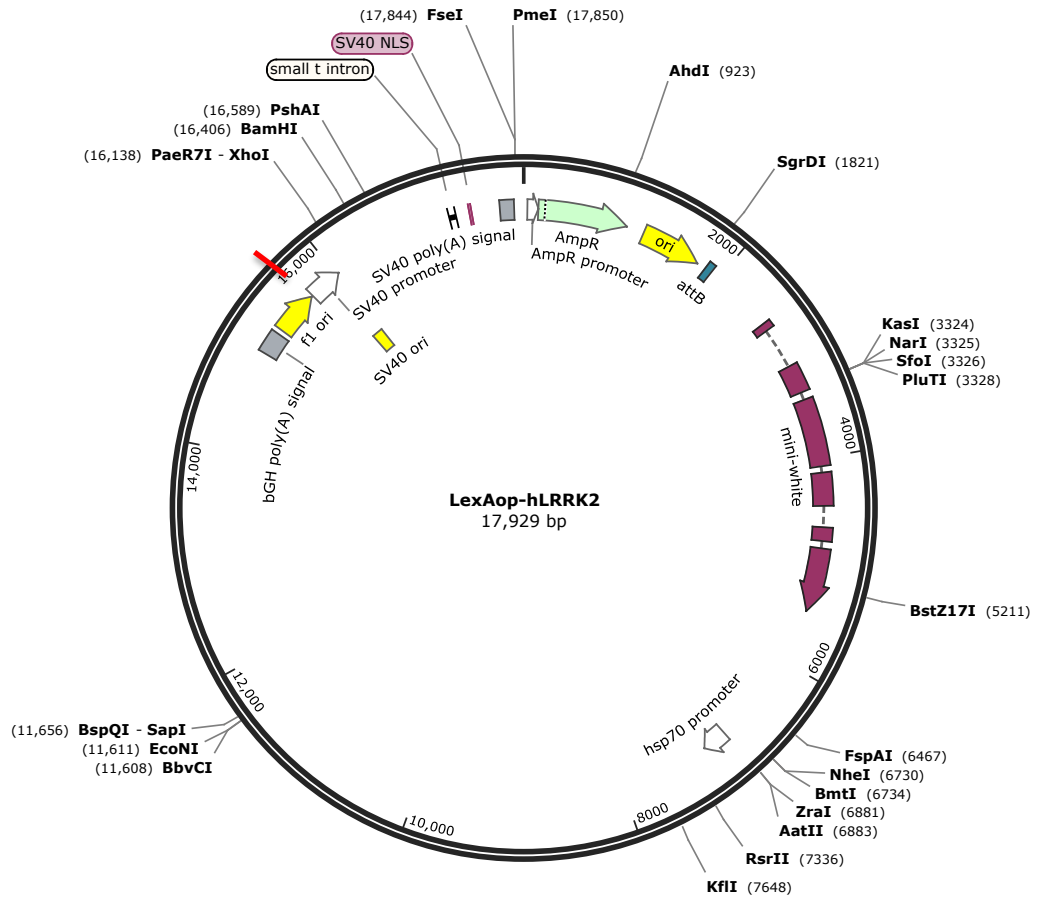 (17,844) FseI
PmeI (17,850)
SV40 NLS
small t intron
AhdI (923)
(16,589) PshAI
(16,406) BamHI
(16,138) PaeR7I - XhoI
SgrDI (1821)
2000
16,000
SV40 poly(A) signal
SV40 promoter
AmpR
AmpR promoter
ori
attB
f1 ori
SV40 ori
bGH poly(A) signal
KasI (3324)
NarI (3325)
SfoI (3326)
PluTI (3328)
4000
mini-white
14,000
LexAop-hLRRK2
17,929 bp
BstZ17I (5211)
6000
12,000
hsp70 promoter
(11,656) BspQI - SapI
(11,611) EcoNI
(11,608) BbvCI
FspAI (6467)
NheI (6730)
BmtI (6734)
ZraI (6881)
AatII (6883)
8000
10,000
RsrII (7336)
KflI (7648)